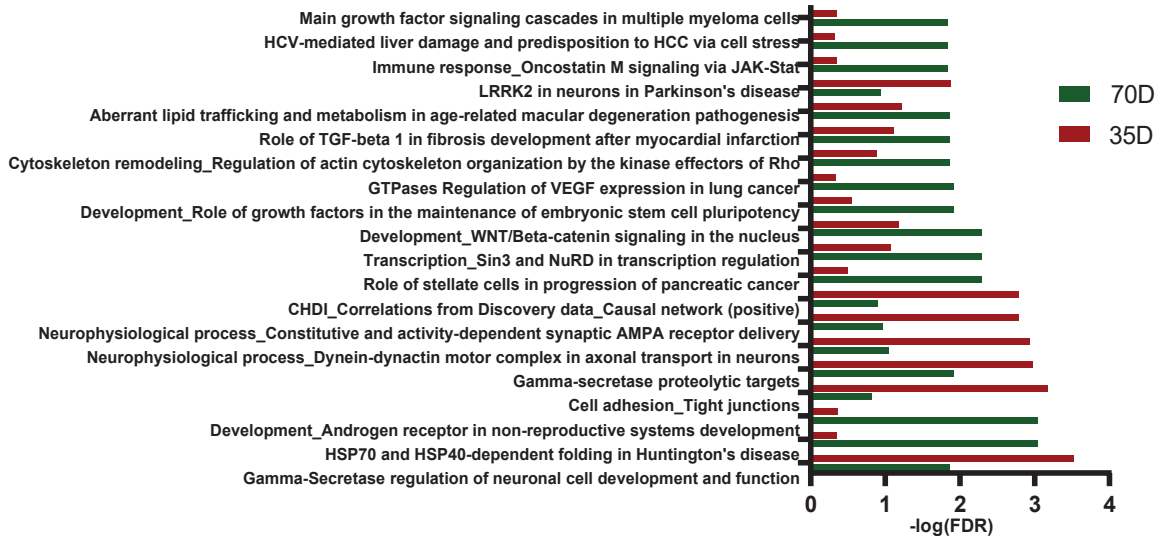 Main growth factor signaling cascades in multiple myeloma cells
HCV-mediated liver damage and predisposition to HCC via cell stress
Immune response_Oncostatin M signaling via JAK-Stat
LRRK2 in neurons in Parkinson's disease
Aberrant lipid trafficking and metabolism in age-related macular degeneration pathogenesis
Role of TGF-beta 1 in fibrosis development after myocardial infarction
Cytoskeleton remodeling_Regulation of actin cytoskeleton organization by the kinase effectors of Rho
GTPases Regulation of VEGF expression in lung cancer
Development_Role of growth factors in the maintenance of embryonic stem cell pluripotency
Development_WNT/Beta-catenin signaling in the nucleus
Transcription_Sin3 and NuRD in transcription regulation
Role of stellate cells in progression of pancreatic cancer
CHDI_Correlations from Discovery data_Causal network (positive)
Neurophysiological process_Constitutive and activity-dependent synaptic AMPA receptor delivery
Neurophysiological process_Dynein-dynactin motor complex in axonal transport in neurons
Gamma-secretase proteolytic targets
Cell adhesion_Tight junctions
Development_Androgen receptor in non-reproductive systems development
HSP70 and HSP40-dependent folding in Huntington's disease
Gamma-Secretase regulation of neuronal cell development and function
0 1 2 3 4
-log(FDR)
70D
35D